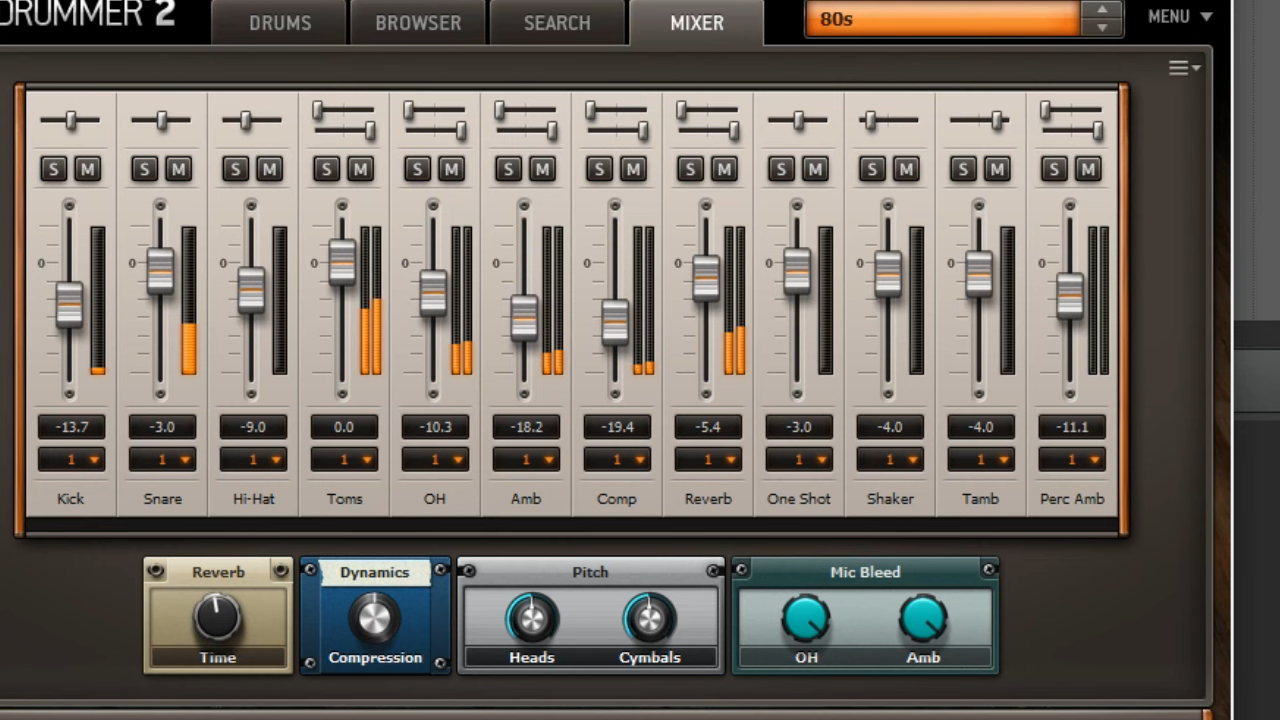 DRUMMER 2 DRUMS BROWSER SEARCH MIXER 80s MENU
S M S M S M S M S M S M S M S M S M S M S M S M
0 0 0 0 0 0 0 0 0 0 0 0
-13.7 -3.0 -9.0 0.0 -10.3 -18.2 -19.4 -5.4 -3.0 -4.0 -4.0 -11.1
1 1 1 1 1 1 1 1 1 1 1 1
Kick Snare Hi-Hat Toms OH Amb Comp Reverb One Shot Shaker Tamb Perc Amb
Reverb Dynamics Pitch Mic Bleed
Time Compression Heads Cymbals OH Amb